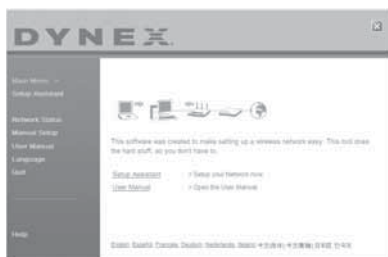 DYNEX
Main Menu
Setup Assistant
Network Status
Manual Setup
User Manual
Language
Quit
Help
This software was created to make setting up a wireless network easy. This tool does
the hard stuff, so you don't have to.
Setup Assistant : > Setup your Network now
User Manual : > Open the User Manual
English Español Français Deutsch Nederlands Italiano